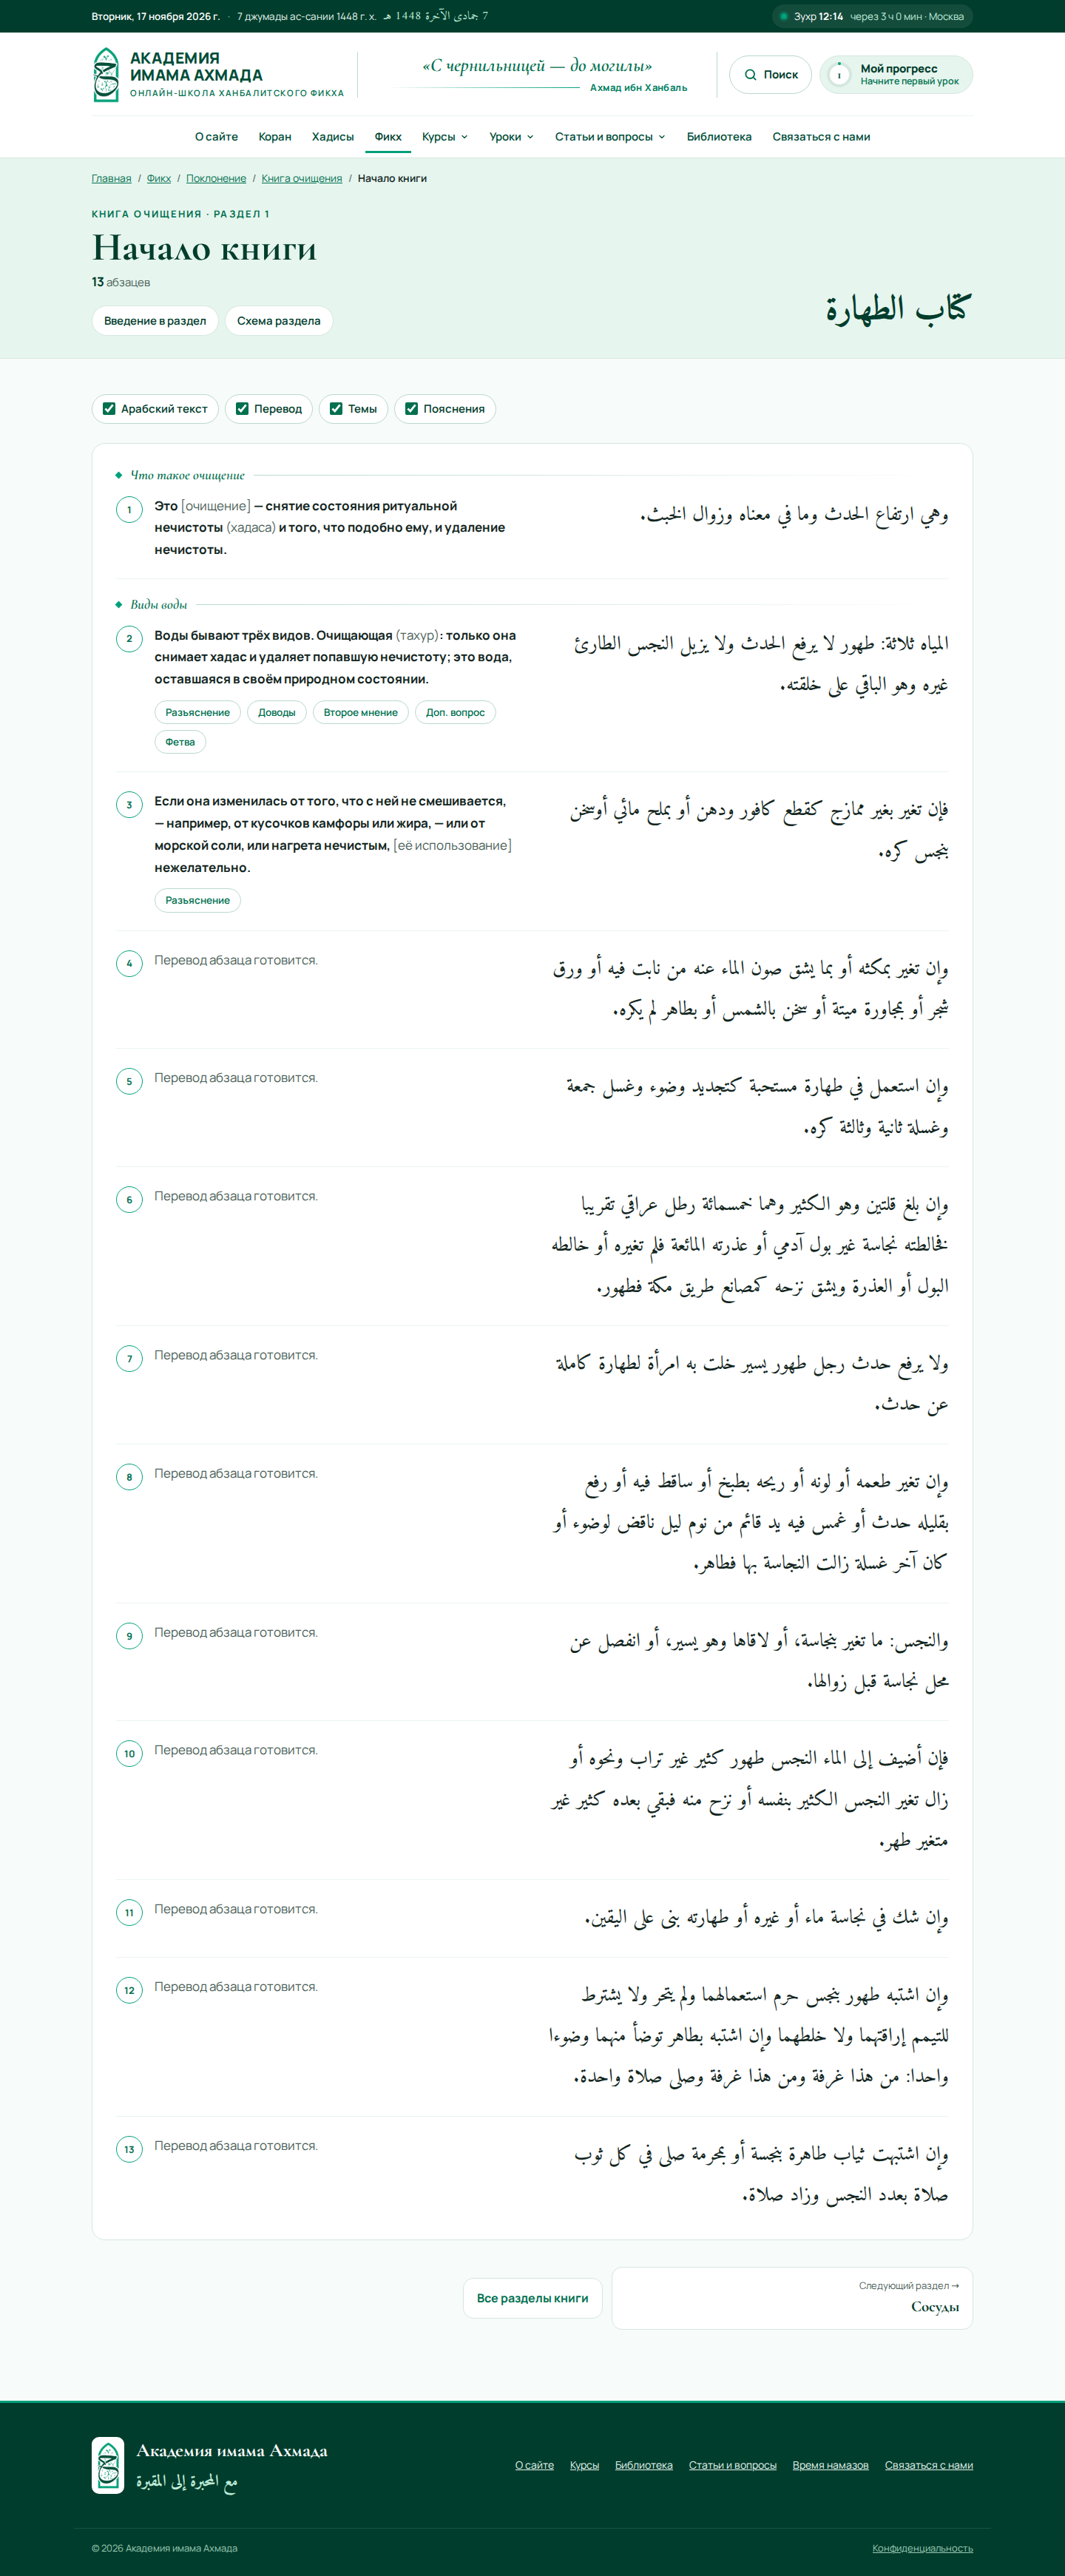 Вторник, 17 ноября 2026 г. · 7 джумады ас-сании 1448 г. х. 7 جمادى الآخرة 1448 هـ
Зухр 12:14 через 3 ч 0 мин · Москва
АКАДЕМИЯ
ИМАМА АХМАДА
ОНЛАЙН-ШКОЛА ХАНБАЛИТСКОГО ФИКХА
«С чернильницей — до могилы»
Ахмад ибн Ханбаль
Поиск
Мой прогресс
Начните первый урок
О сайте Коран Хадисы Фикх Курсы Уроки Статьи и вопросы Библиотека Связаться с нами
Главная / Фикх / Поклонение / Книга очищения / Начало книги
КНИГА ОЧИЩЕНИЯ · РАЗДЕЛ 1
Начало книги
13 абзацев
كتاب الطهارة
Введение в раздел Схема раздела
Арабский текст Перевод Темы Пояснения
Что такое очищение
1
Это [очищение] — снятие состояния ритуальной
нечистоты (хадаса) и того, что подобно ему, и удаление
нечистоты.
وهي ارتفاع الحدث وما في معناه وزوال الخبث.
Виды воды
2
Воды бывают трёх видов. Очищающая (тахур): только она
снимает хадас и удаляет попавшую нечистоту; это вода,
оставшаяся в своём природном состоянии.
المياه ثلاثة: طهور لا يرفع الحدث ولا يزيل النجس الطارئ
غيره وهو الباقي على خلقته.
Разъяснение Доводы Второе мнение Доп. вопрос
Фетва
3
Если она изменилась от того, что с ней не смешивается,
— например, от кусочков камфоры или жира, — или от
морской соли, или нагрета нечистым, [её использование]
нежелательно.
فإن تغير بغير ممازج كقطع كافور ودهن أو بملح مائي أوسخن
بنجس كره.
Разъяснение
4
Перевод абзаца готовится.
وإن تغير بمكثه أو بما يشق صون الماء عنه من نابت فيه أو ورق
شجر أو بمجاورة ميتة أو سخن بالشمس أو بطاهر لم يكره.
5
Перевод абзаца готовится.
وإن استعمل في طهارة مستحبة كتجديد وضوء وغسل جمعة
وغسلة ثانية وثالثة كره.
6
Перевод абзаца готовится.
وإن بلغ قلتين وهو الكثير وهما خمسمائة رطل عراقي تقريبا
فخالطته نجاسة غير بول آدمي أو عذرته المائعة فلم تغيره أو خالطه
البول أو العذرة ويشق نزحه كمصانع طريق مكة فطهور.
7
Перевод абзаца готовится.
ولا يرفع حدث رجل طهور يسير خلت به امرأة لطهارة كاملة
عن حدث.
8
Перевод абзаца готовится.
وإن تغير طعمه أو لونه أو ريحه بطبخ أو ساقط فيه أو رفع
بقليله حدث أو غمس فيه يد قائم من نوم ليل ناقض لوضوء أو
كان آخر غسلة زالت النجاسة بها فطاهر.
9
Перевод абзаца готовится.
والنجس: ما تغير بنجاسة، أو لاقاها وهو يسير، أو انفصل عن
محل نجاسة قبل زوالها.
10
Перевод абзаца готовится.
فإن أضيف إلى الماء النجس طهور كثير غير تراب ونحوه أو
زال تغير النجس الكثير بنفسه أو نزح منه فبقي بعده كثير غير
متغير طهر.
11
Перевод абзаца готовится.
وإن شك في نجاسة ماء أو غيره أو طهارته بنى على اليقين.
12
Перевод абзаца готовится.
وإن اشتبه طهور بنجس حرم استعمالهما ولم يتحر ولا يشترط
للتيمم إراقتهما ولا خلطهما وإن اشتبه بطاهر توضأ منهما وضوءا
واحدا: من هذا غرفة ومن هذا غرفة وصلى صلاة واحدة.
13
Перевод абзаца готовится.
وإن اشتبهت ثياب طاهرة بنجسة أو بمحرمة صلى في كل ثوب
صلاة بعدد النجس وزاد صلاة.
Все разделы книги
Следующий раздел →
Сосуды
Академия имама Ахмада
مع المحبرة إلى المقبرة
О сайте Курсы Библиотека Статьи и вопросы Время намазов Связаться с нами
© 2026 Академия имама Ахмада
Конфиденциальность